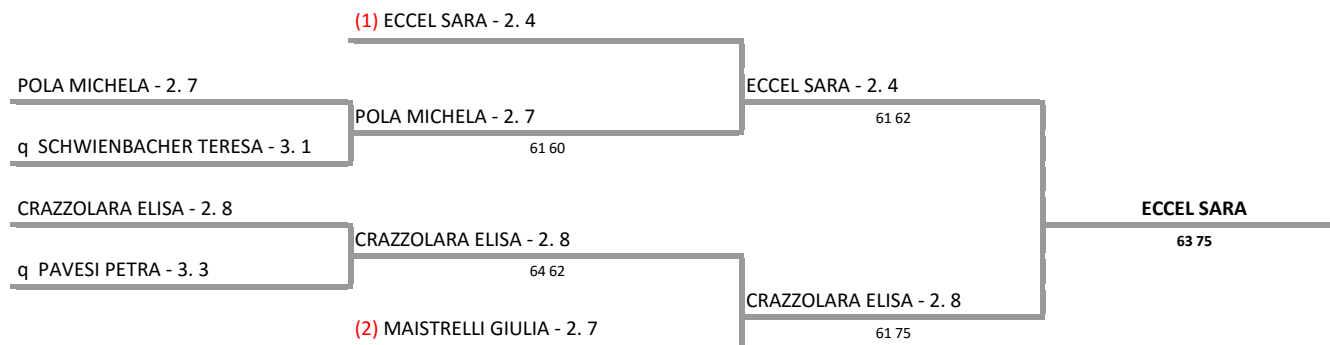 (1) ECCEL SARA - 2. 4
POLA MICHELA - 2. 7
ECCEL SARA - 2. 4
POLA MICHELA - 2. 7
61 62
q SCHWIENBACHER TERESA - 3. 1
61 60
CRAZZOLARA ELISA - 2. 8
ECCEL SARA
CRAZZOLARA ELISA - 2. 8
63 75
q PAVESI PETRA - 3. 3
64 62
CRAZZOLARA ELISA - 2. 8
(2) MAISTRELLI GIULIA - 2. 7
61 75